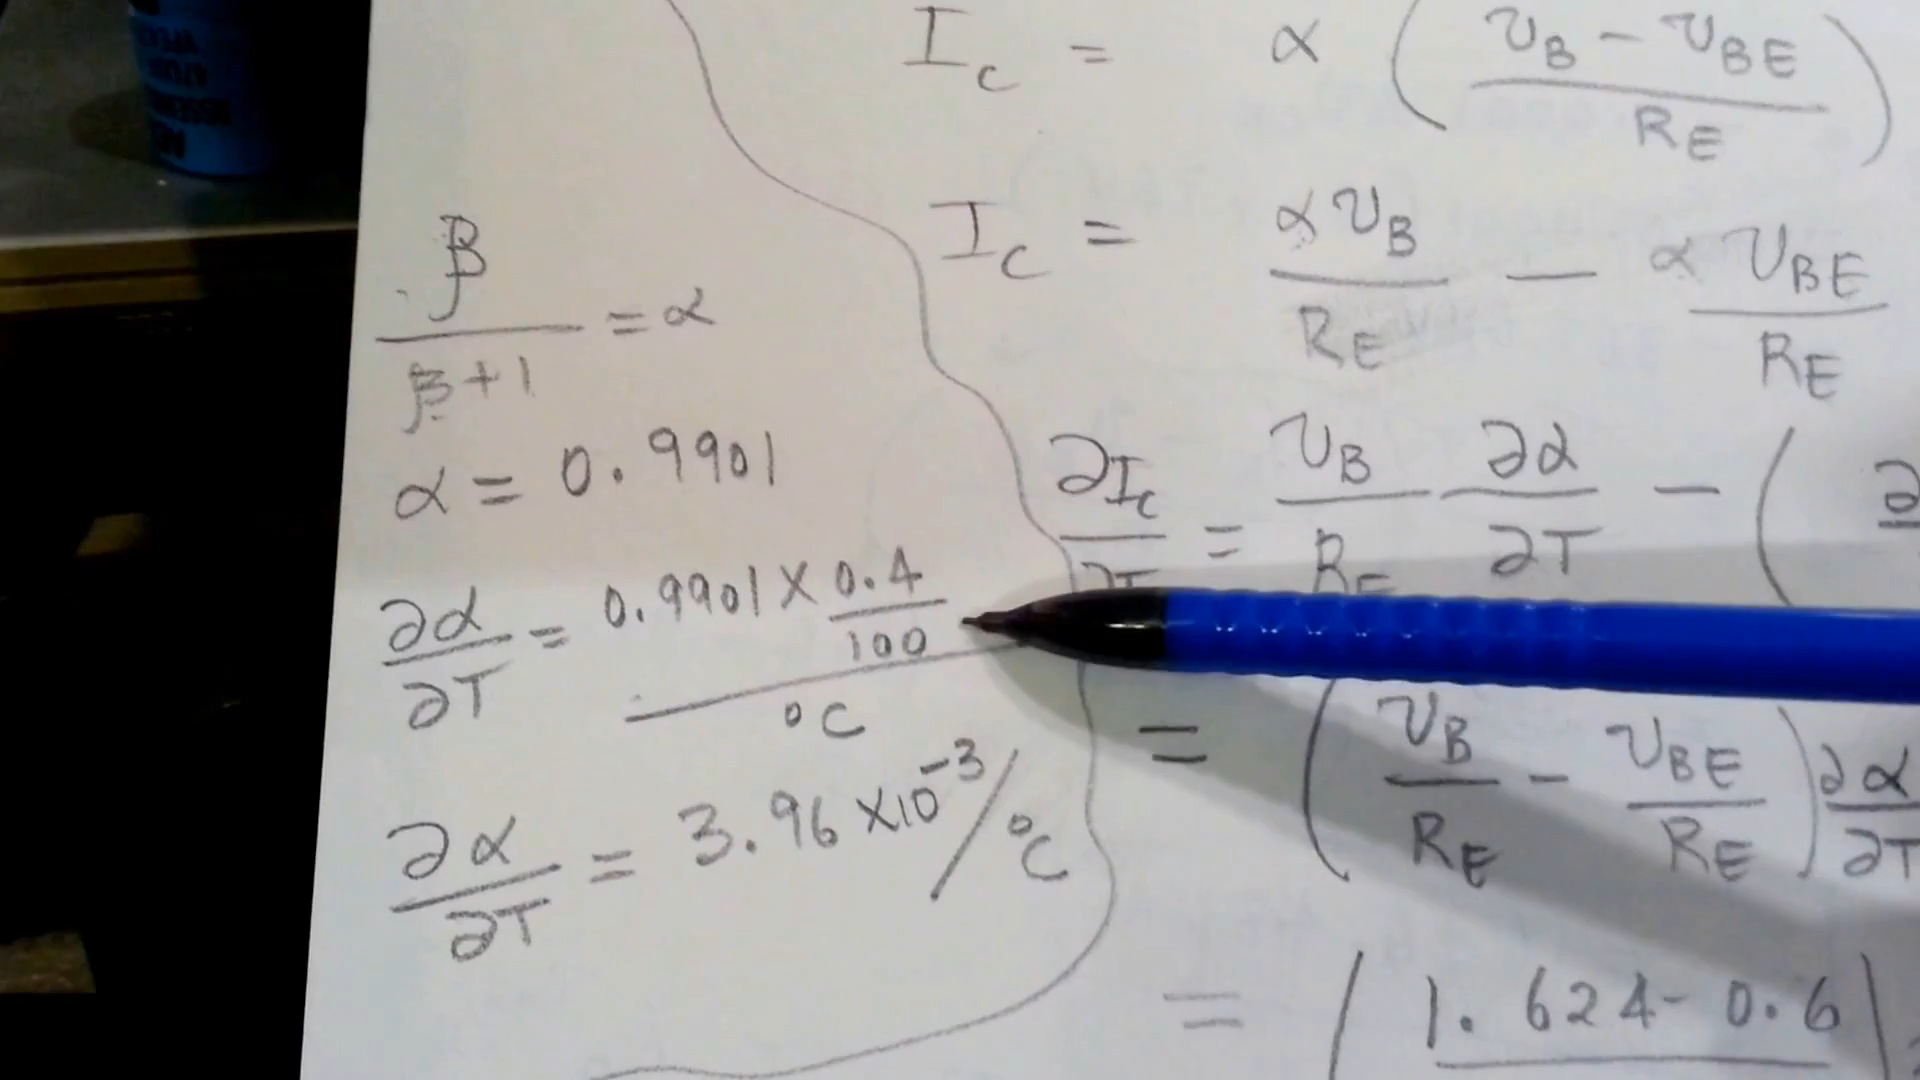 I_C = α ( (V_B - V_BE) / R_E )
I_C = αV_B / R_E - αV_BE / R_E
∂I_C / ∂T = V_B / R_E ∂α / ∂T - ( ∂
= ( V_B / R_E - V_BE / R_E ) ∂α / ∂T
= ( 1.624 - 0.6 )
β / (β+1) = α
α = 0.9901
∂α / ∂T = 0.9901 × 0.4 / 100 / °C
∂α / ∂T = 3.96 × 10^-3 / °C